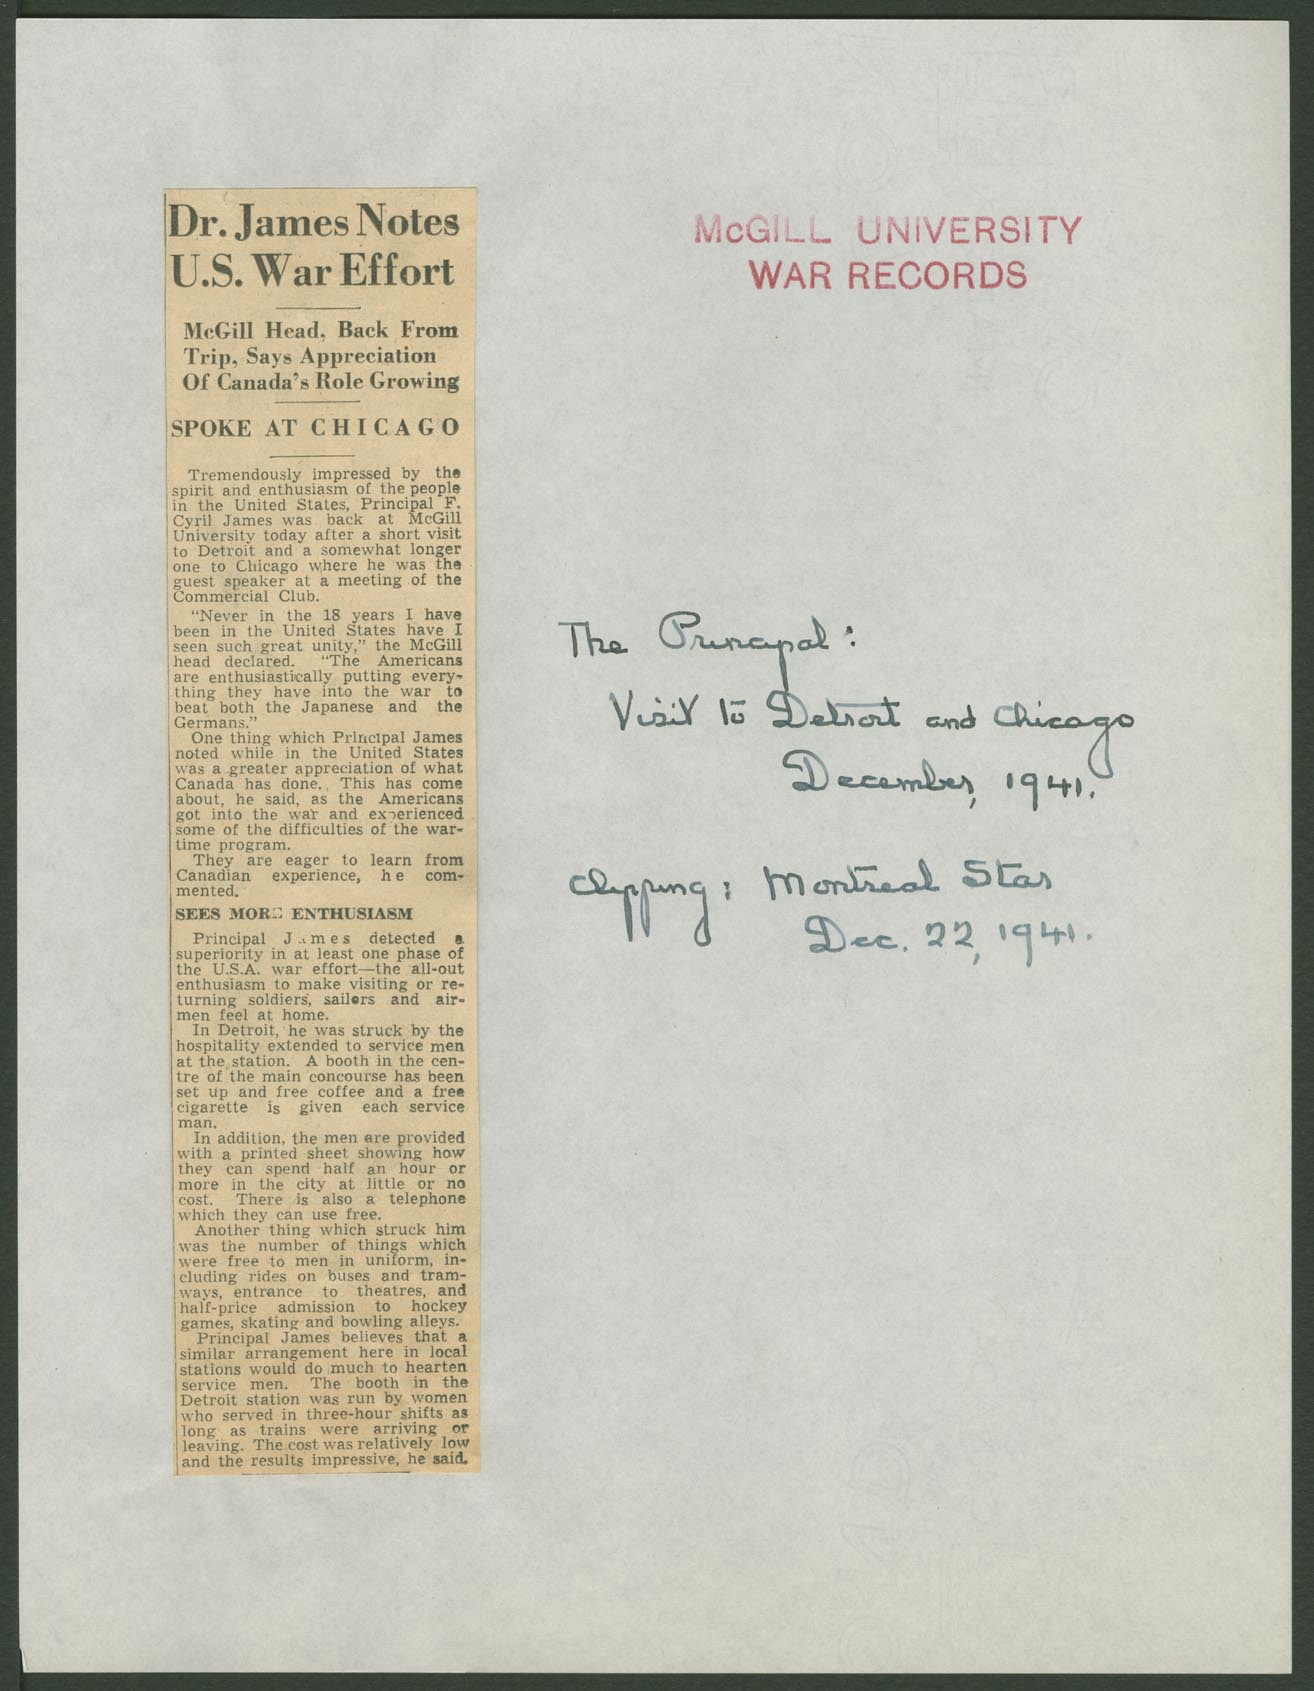 Dr. James Notes
U.S. War Effort
McGill Head, Back From
Trip, Says Appreciation
Of Canada's Role Growing
SPOKE AT CHICAGO
Tremendously impressed by the
spirit and enthusiasm of the people
in the United States, Principal F.
Cyril James was back at McGill
University today after a short visit
to Detroit and a somewhat longer
one to Chicago where he was the
guest speaker at a meeting of the
Commercial Club.
"Never in the 18 years I have
been in the United States have I
seen such great unity," the McGill
head declared. "The Americans
are enthusiastically putting every-
thing they have into the war to
beat both the Japanese and the
Germans."
One thing which Principal James
noted while in the United States
was a greater appreciation of what
Canada has done. This has come
about, he said, as the Americans
got into the war and experienced
some of the difficulties of the war-
time program.
They are eager to learn from
Canadian experience, he com-
mented.
SEES MORE ENTHUSIASM
Principal James detected a
superiority in at least one phase of
the U.S.A. war effort—the all-out
enthusiasm to make visiting or re-
turning soldiers, sailors and air-
men feel at home.
In Detroit, he was struck by the
hospitality extended to service men
at the station. A booth in the cen-
tre of the main concourse has been
set up and free coffee and a free
cigarette is given each service
man.
In addition, the men are provided
with a printed sheet showing how
they can spend half an hour or
more in the city at little or no
cost. There is also a telephone
which they can use free.
Another thing which struck him
was the number of things which
were free to men in uniform, in-
cluding rides on buses and tram-
ways, entrance to theatres, and
half-price admission to hockey
games, skating and bowling alleys.
Principal James believes that a
similar arrangement here in local
stations would do much to hearten
service men. The booth in the
Detroit station was run by women
who served in three-hour shifts as
long as trains were arriving or
leaving. The cost was relatively low
and the results impressive, he said.
McGILL UNIVERSITY
WAR RECORDS
The Principal:
Visit to Detroit and Chicago
December, 1941.
Clipping: Montreal Star
Dec. 22, 1941.